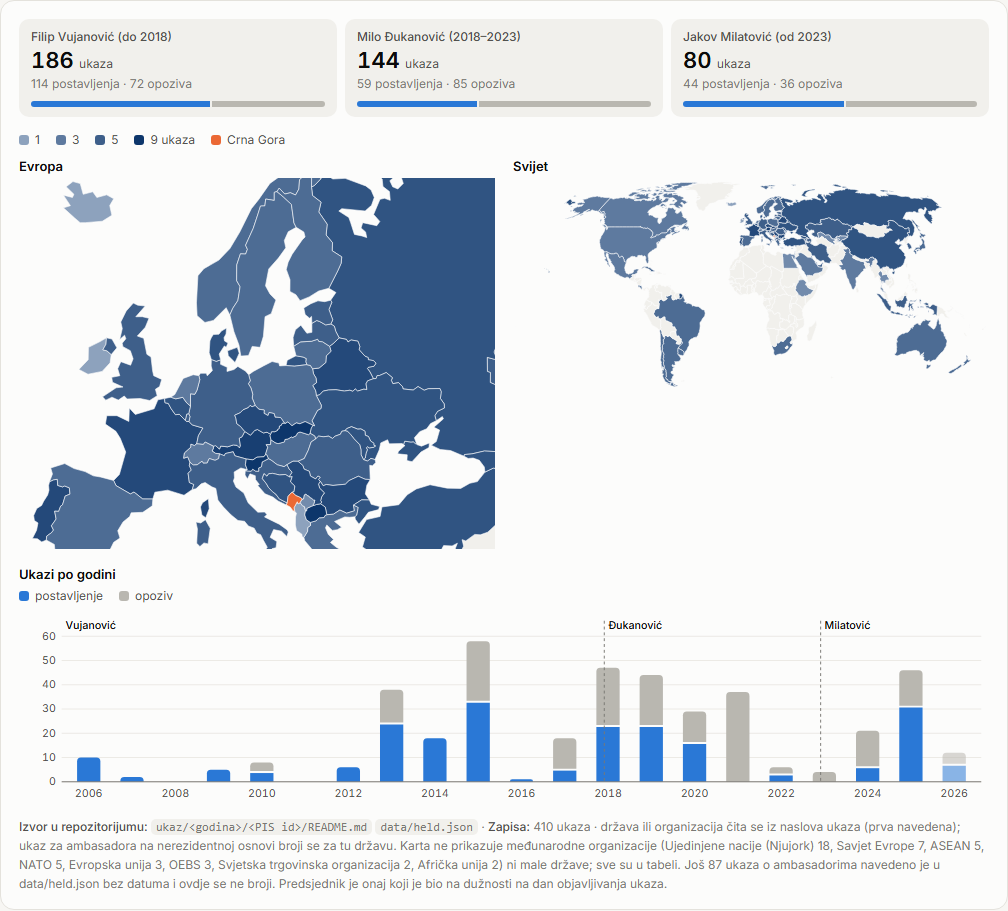 Filip Vujanović (do 2018)
186 ukaza
114 postavljenja · 72 opoziva
Milo Đukanović (2018–2023)
144 ukaza
59 postavljenja · 85 opoziva
Jakov Milatović (od 2023)
80 ukaza
44 postavljenja · 36 opoziva
1 3 5 9 ukaza Crna Gora
Evropa
Svijet
Ukazi po godini
postavljenje opoziv
Vujanović Đukanović Milatović
60
50
40
30
20
10
0
2006 2008 2010 2012 2014 2016 2018 2020 2022 2024 2026
Izvor u repozitorijumu: ukaz/<godina>/<PIS id>/README.md data/held.json · Zapisa: 410 ukaza · država ili organizacija čita se iz naslova ukaza (prva navedena);
ukaz za ambasadora na nerezidentnoj osnovi broji se za tu državu. Karta ne prikazuje međunarodne organizacije (Ujedinjene nacije (Njujork) 18, Savjet Evrope 7, ASEAN 5,
NATO 5, Evropska unija 3, OEBS 3, Svjetska trgovinska organizacija 2, Afrička unija 2) ni male države; sve su u tabeli. Još 87 ukaza o ambasadorima navedeno je u
data/held.json bez datuma i ovdje se ne broji. Predsjednik je onaj koji je bio na dužnosti na dan objavljivanja ukaza.